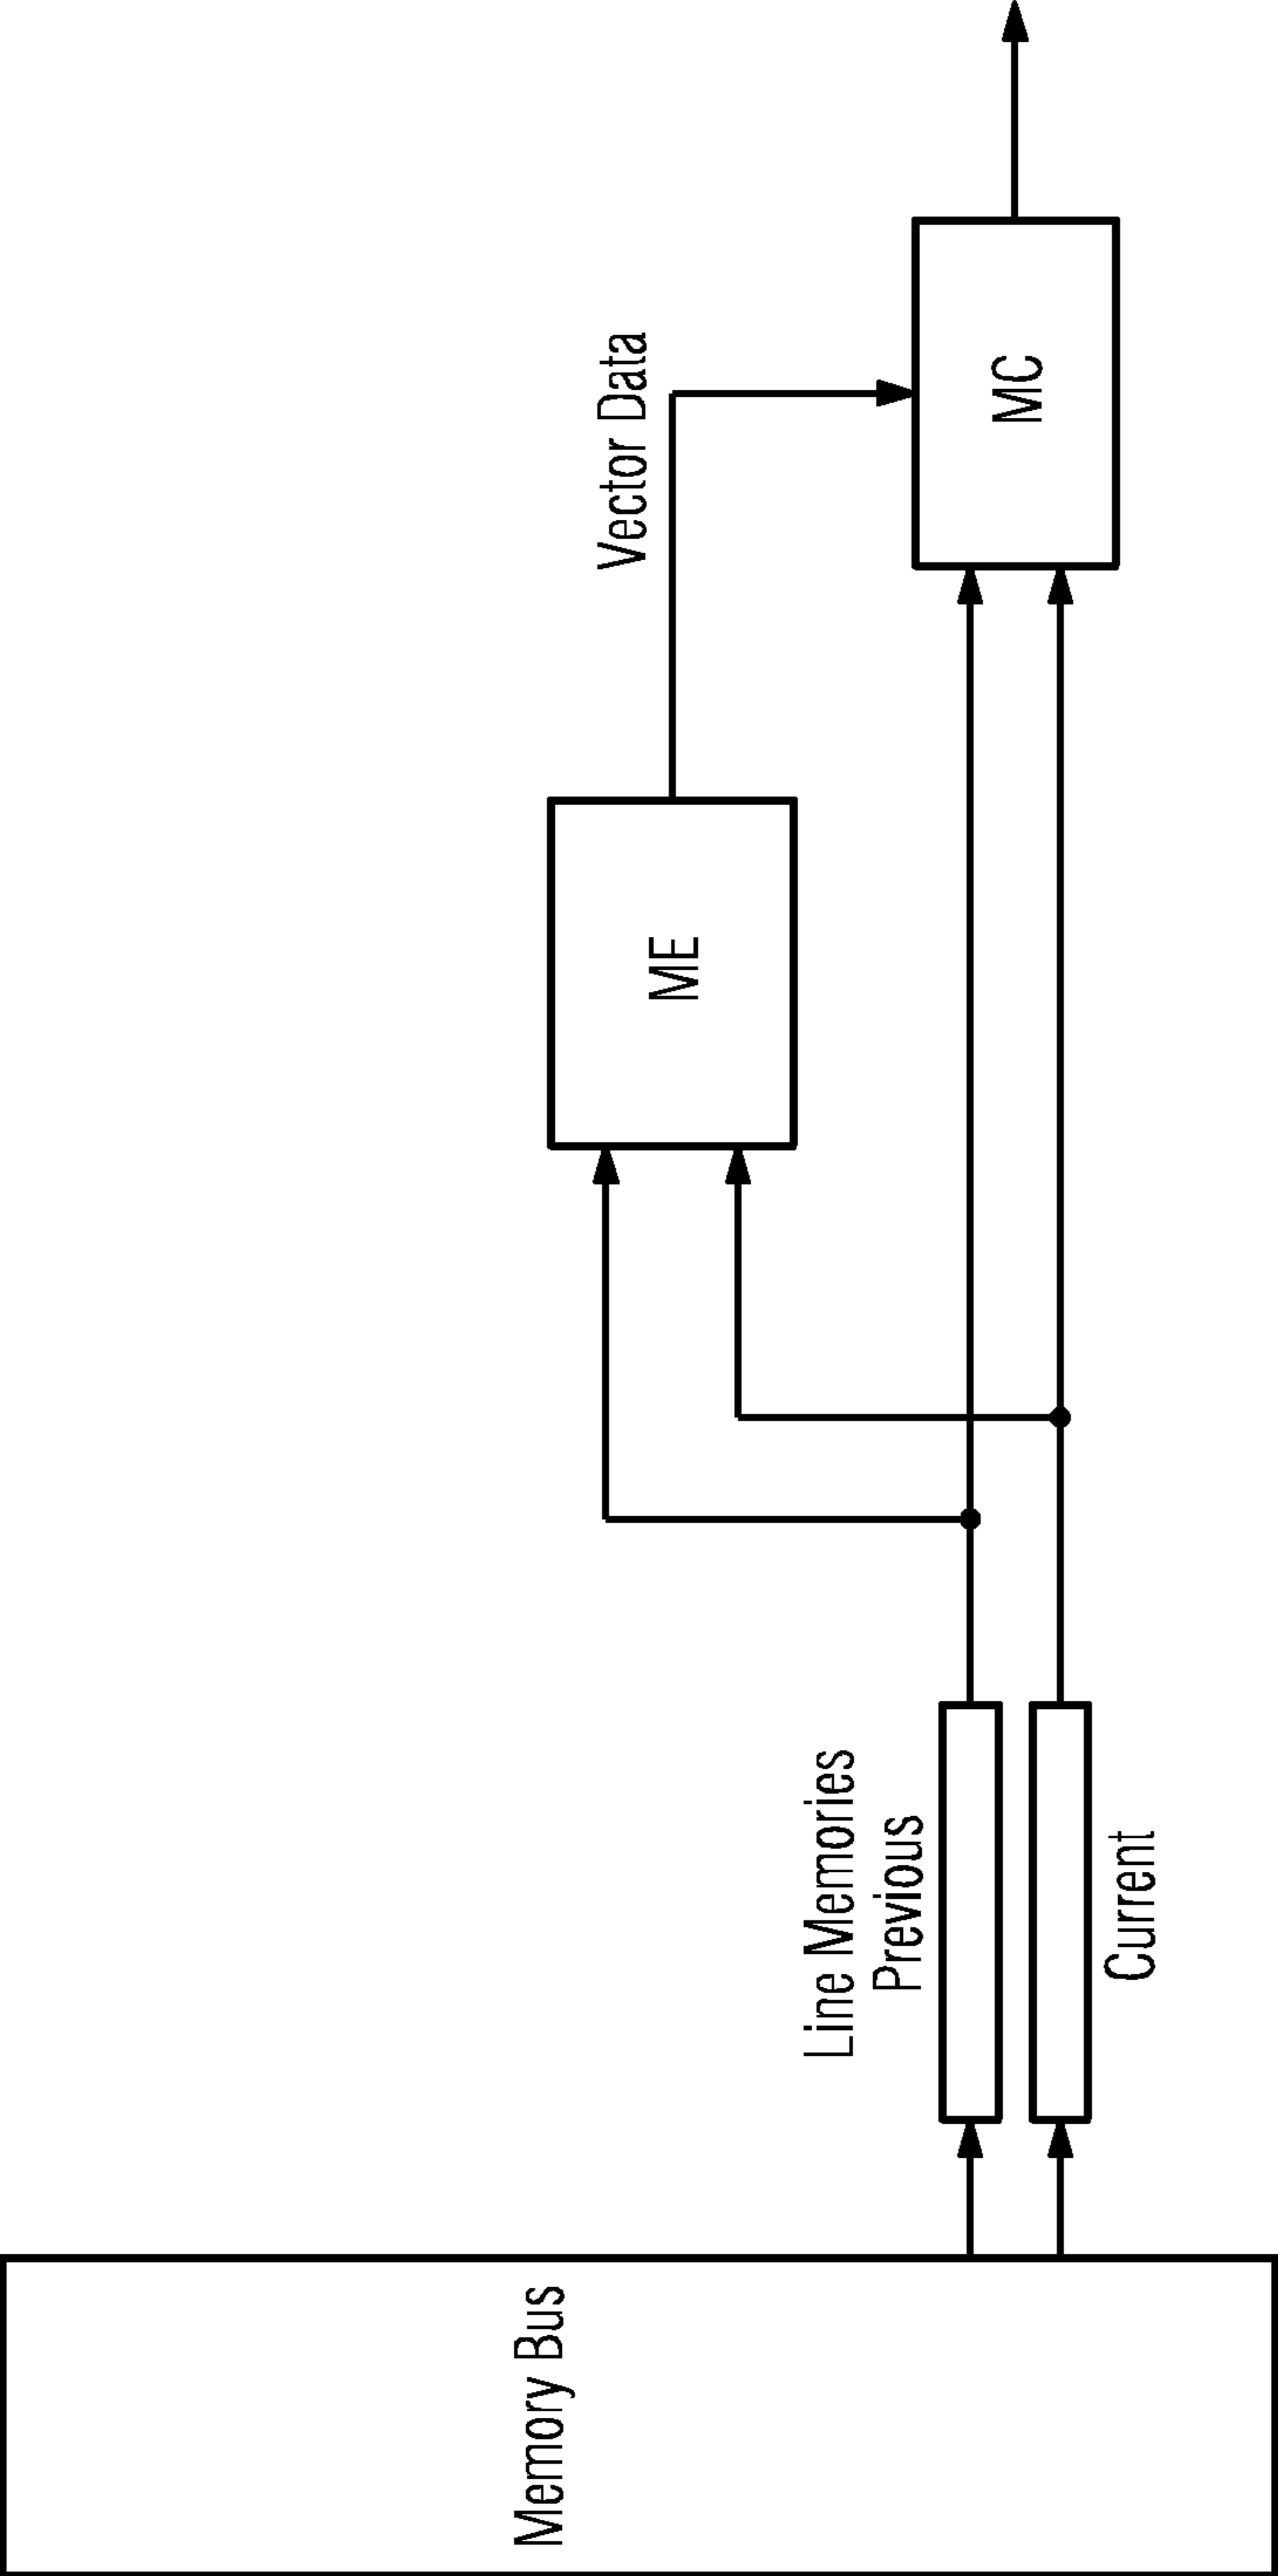 Memory Bus
Line Memories
Previous
Current
ME
Vector Data
MC